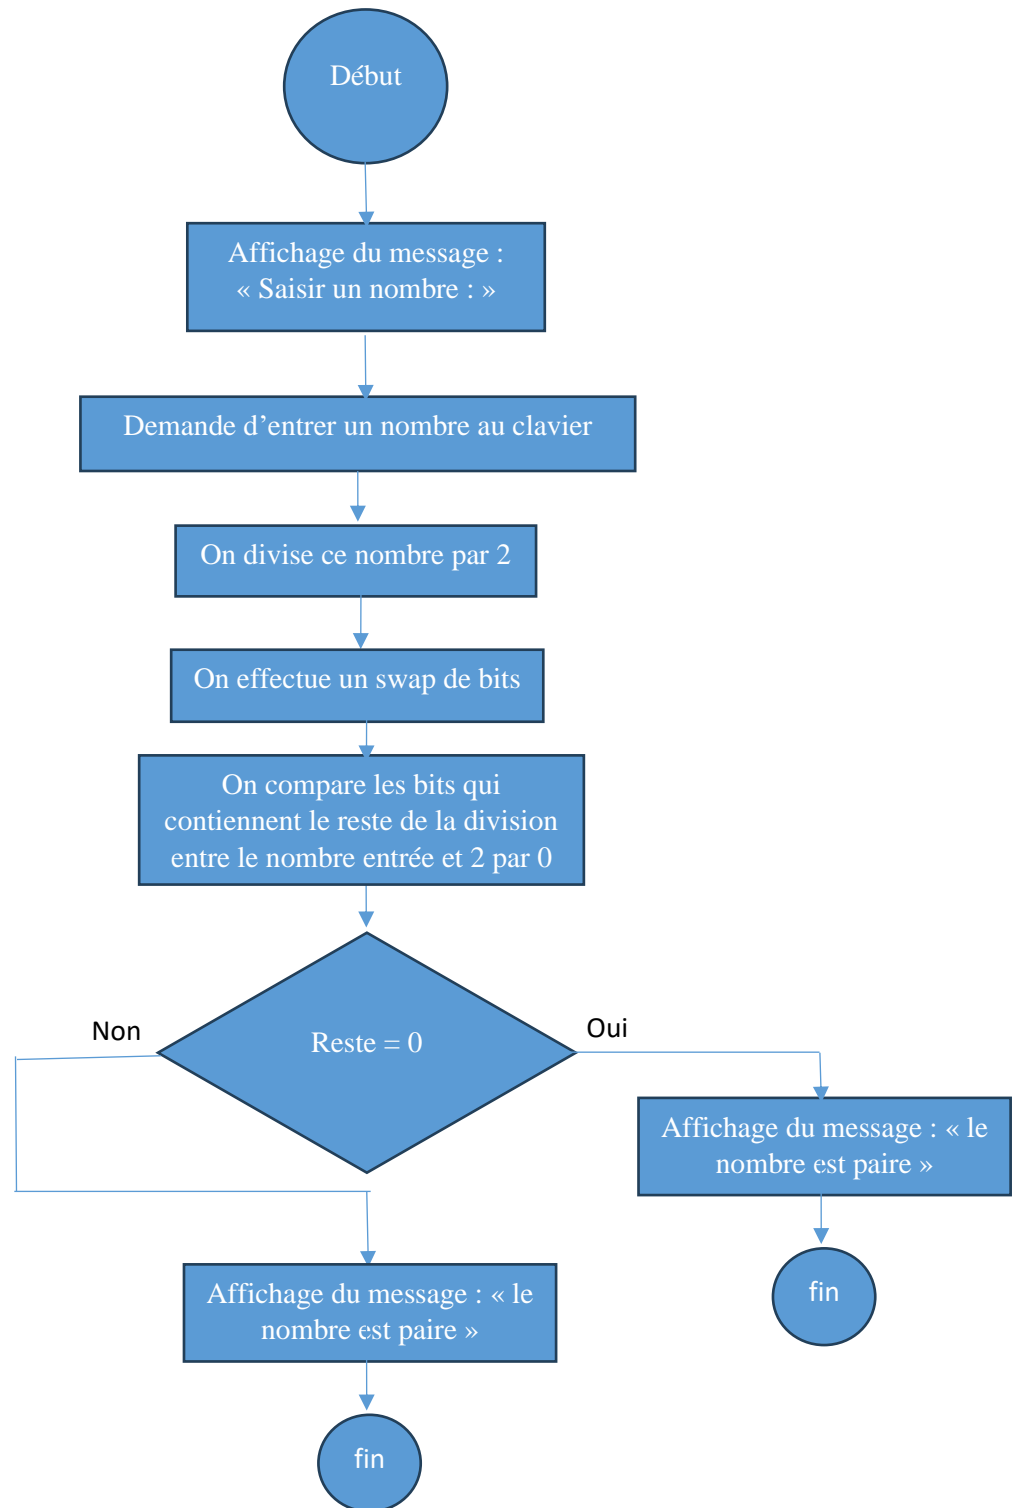 Début
Affichage du message :
« Saisir un nombre : »
Demande d’entrer un nombre au clavier
On divise ce nombre par 2
On effectue un swap de bits
On compare les bits qui
contiennent le reste de la division
entre le nombre entrée et 2 par 0
Non
Reste = 0
Oui
Affichage du message : « le
nombre est paire »
fin
Affichage du message : « le
nombre est paire »
fin